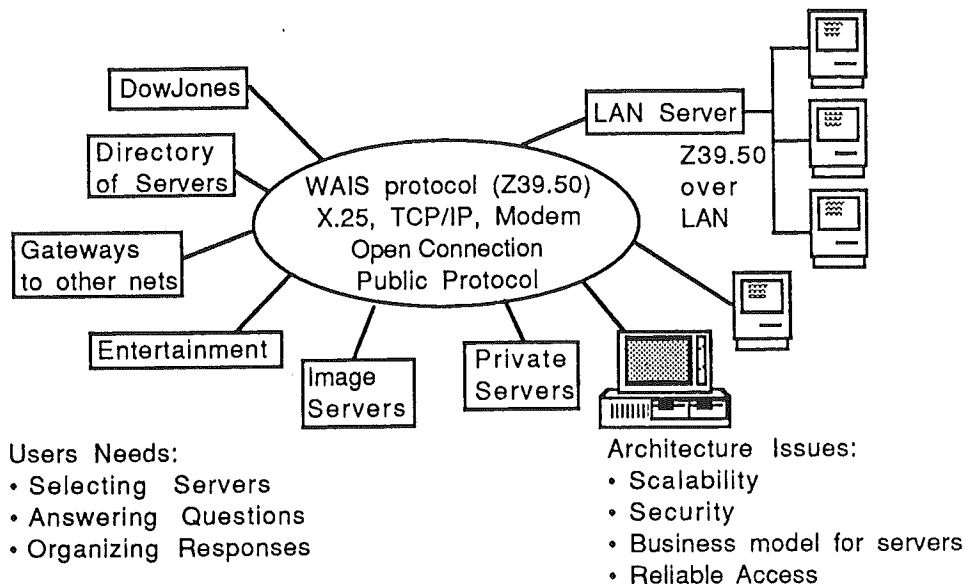 DowJones
Directory
of Servers
Gateways
to other nets
Entertainment
Image
Servers
Private
Servers
WAIS protocol (Z39.50)
X.25, TCP/IP, Modem
Open Connection
Public Protocol
LAN Server
Z39.50
over
LAN
Users Needs:
• Selecting Servers
• Answering Questions
• Organizing Responses
Architecture Issues:
• Scalability
• Security
• Business model for servers
• Reliable Access